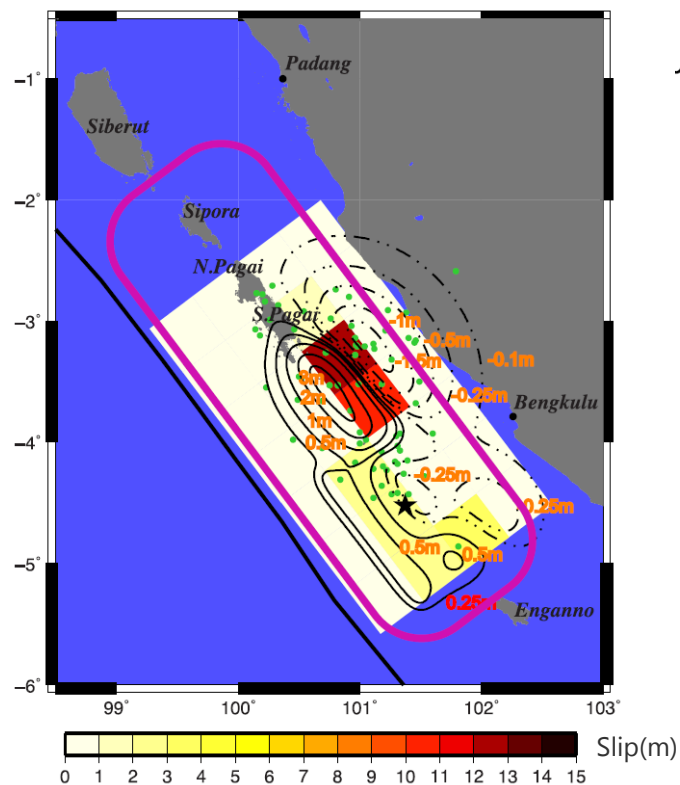 −1°
−2
−3
−4
−5
−6
Padang
Siberut
Sipora
N.Pagai
S.Pagai
-1m
-0.5m
-1.5m
-0.1m
3m
2m
-0.25m
1m
Bengkulu
0.5m
-0.25m
0.25m
0.5m
0.5m
0.25m
Enganno
99° 100° 101° 102° 103°
Slip(m)
0 1 2 3 4 5 6 7 8 9 10 11 12 13 14 15